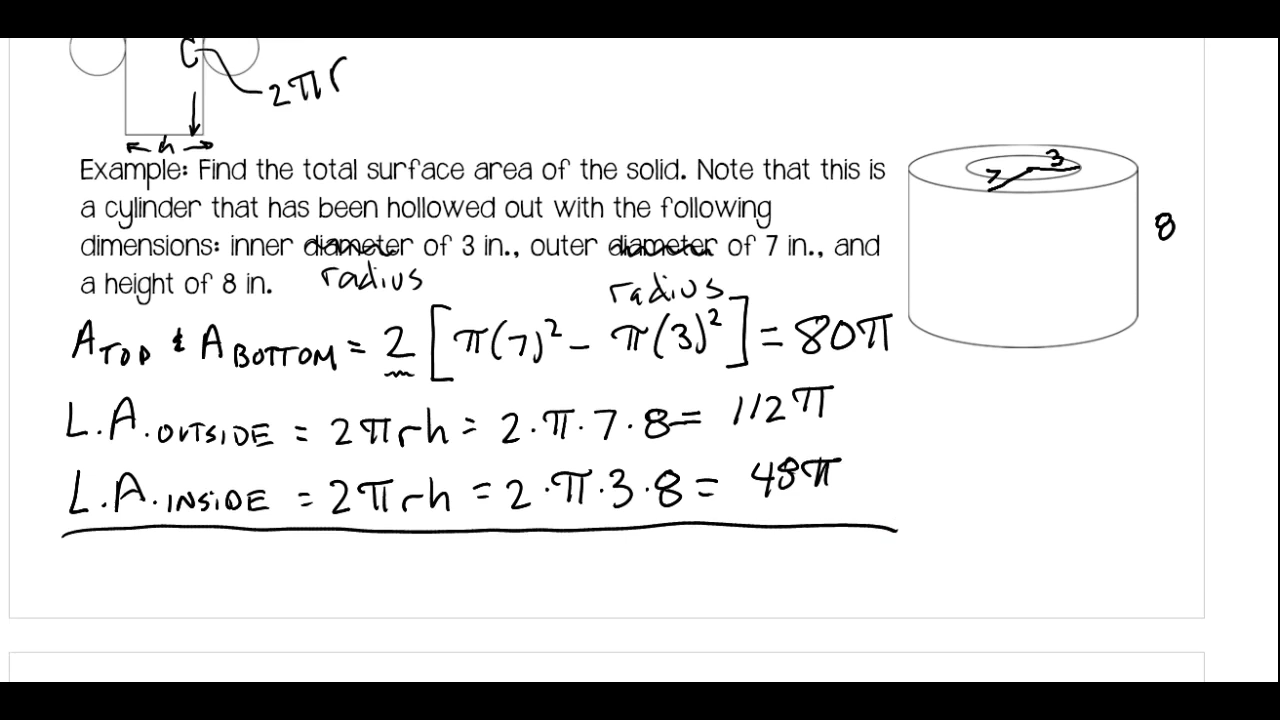 C
2πr
h
Example: Find the total surface area of the solid. Note that this is
a cylinder that has been hollowed out with the following
dimensions: inner diameter of 3 in., outer diameter of 7 in., and
a height of 8 in.
radius
radius
3
7
8
A TOP & A BOTTOM = 2 [π(7)² - π(3)²] = 80π
L.A. OUTSIDE = 2πrh = 2·π·7·8 = 112π
L.A. INSIDE = 2πrh = 2·π·3·8 = 48π